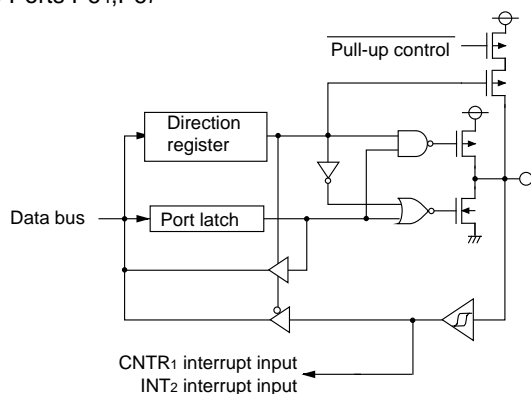 Pull-up control
Direction
register
Data bus
Port latch
CNTR1 interrupt input
INT2 interrupt input